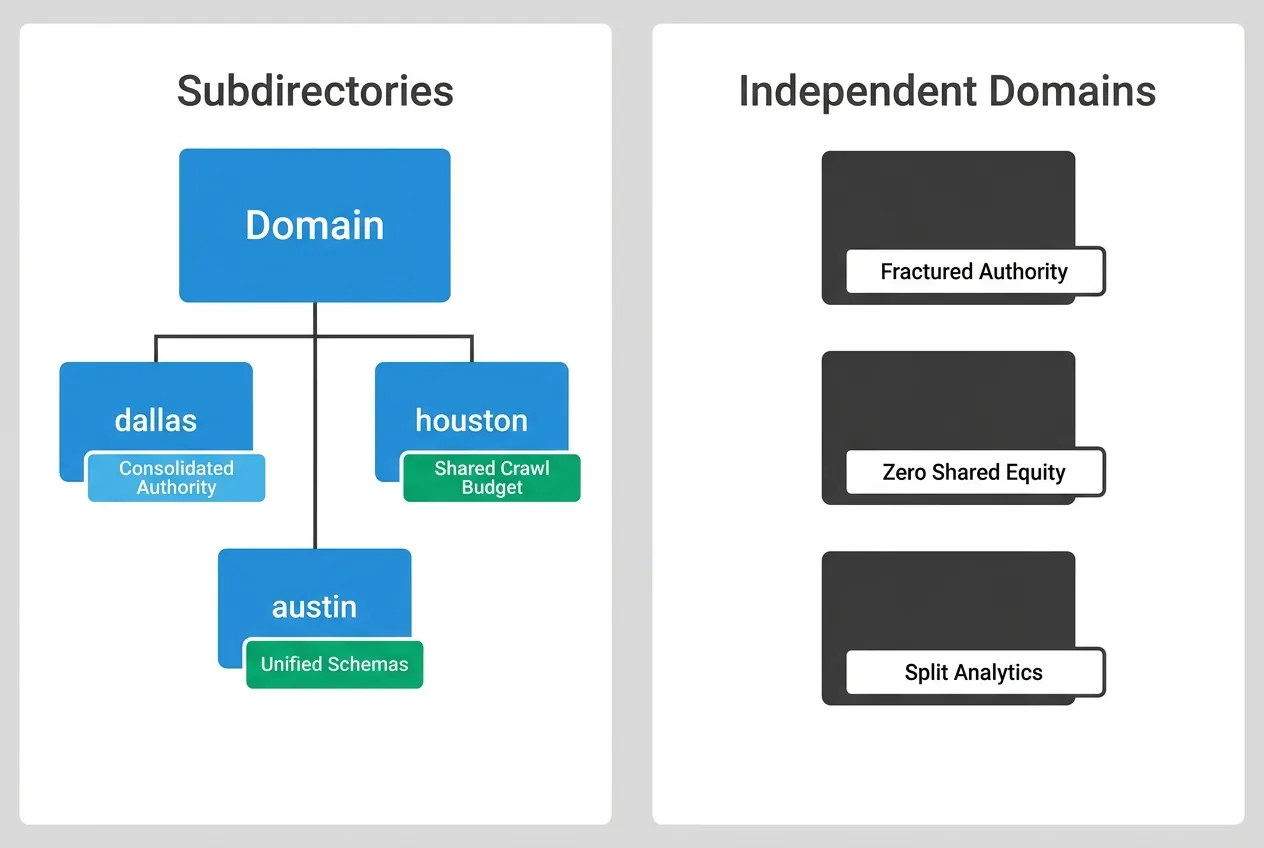 Subdirectories
Domain
dallas
Consolidated
Authority
houston
Shared Crawl
Budget
austin
Unified Schemas
Independent Domains
Fractured Authority
Zero Shared Equity
Split Analytics